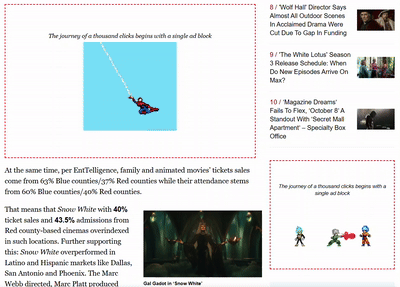 The journey of a thousand clicks begins with a single ad block
At the same time, per EntTelligence, family and animated movies' tickets sales
come from 63% Blue counties/37% Red counties while their attendance stems
from 60% Blue counties/40% Red counties.
That means that Snow White with 40%
ticket sales and 43.5% admissions from
Red county-based cinemas overindexed
in such locations. Further supporting
this: Snow White overperformed in
Latino and Hispanic markets like Dallas,
San Antonio and Phoenix. The Marc
Webb directed, Marc Platt produced
Gal Gadot in 'Snow White'
8 / 'Wolf Hall' Director Says
Almost All Outdoor Scenes
In Acclaimed Drama Were
Cut Due To Gap In Funding
9 / 'The White Lotus' Season
3 Release Schedule: When
Do New Episodes Arrive On
Max?
10 / 'Magazine Dreams'
Fails To Flex, 'October 8' A
Standout With 'Secret Mall
Apartment' – Specialty Box
Office
The journey of a thousand clicks begins with a
single ad block